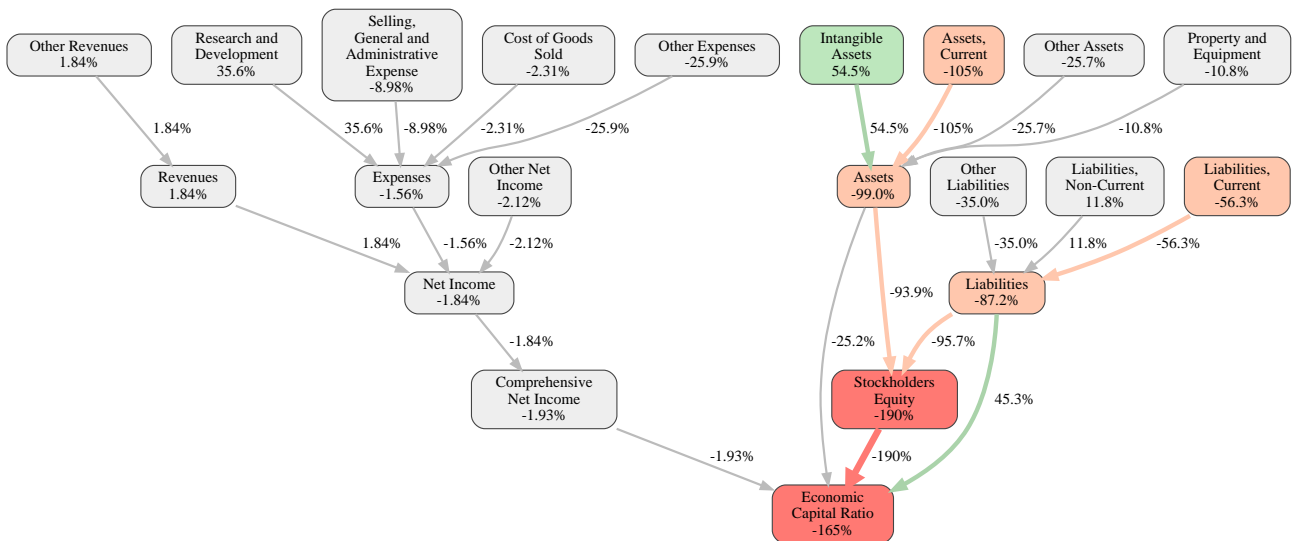 Other Revenues
1.84%
Research and
Development
35.6%
Selling,
General and
Administrative
Expense
-8.98%
Cost of Goods
Sold
-2.31%
Other Expenses
-25.9%
Intangible
Assets
54.5%
Assets,
Current
-105%
Other Assets
-25.7%
Property and
Equipment
-10.8%
1.84%
35.6%
-8.98%
-2.31%
-25.9%
54.5%
-105%
-25.7%
-10.8%
Revenues
1.84%
Expenses
-1.56%
Other Net
Income
-2.12%
Assets
-99.0%
Other
Liabilities
-35.0%
Liabilities,
Non-Current
11.8%
Liabilities,
Current
-56.3%
1.84%
-1.56%
-2.12%
-35.0%
11.8%
-56.3%
Net Income
-1.84%
-93.9%
Liabilities
-87.2%
-1.84%
-25.2%
-95.7%
Comprehensive
Net Income
-1.93%
Stockholders
Equity
-190%
45.3%
-1.93%
-190%
Economic
Capital Ratio
-165%